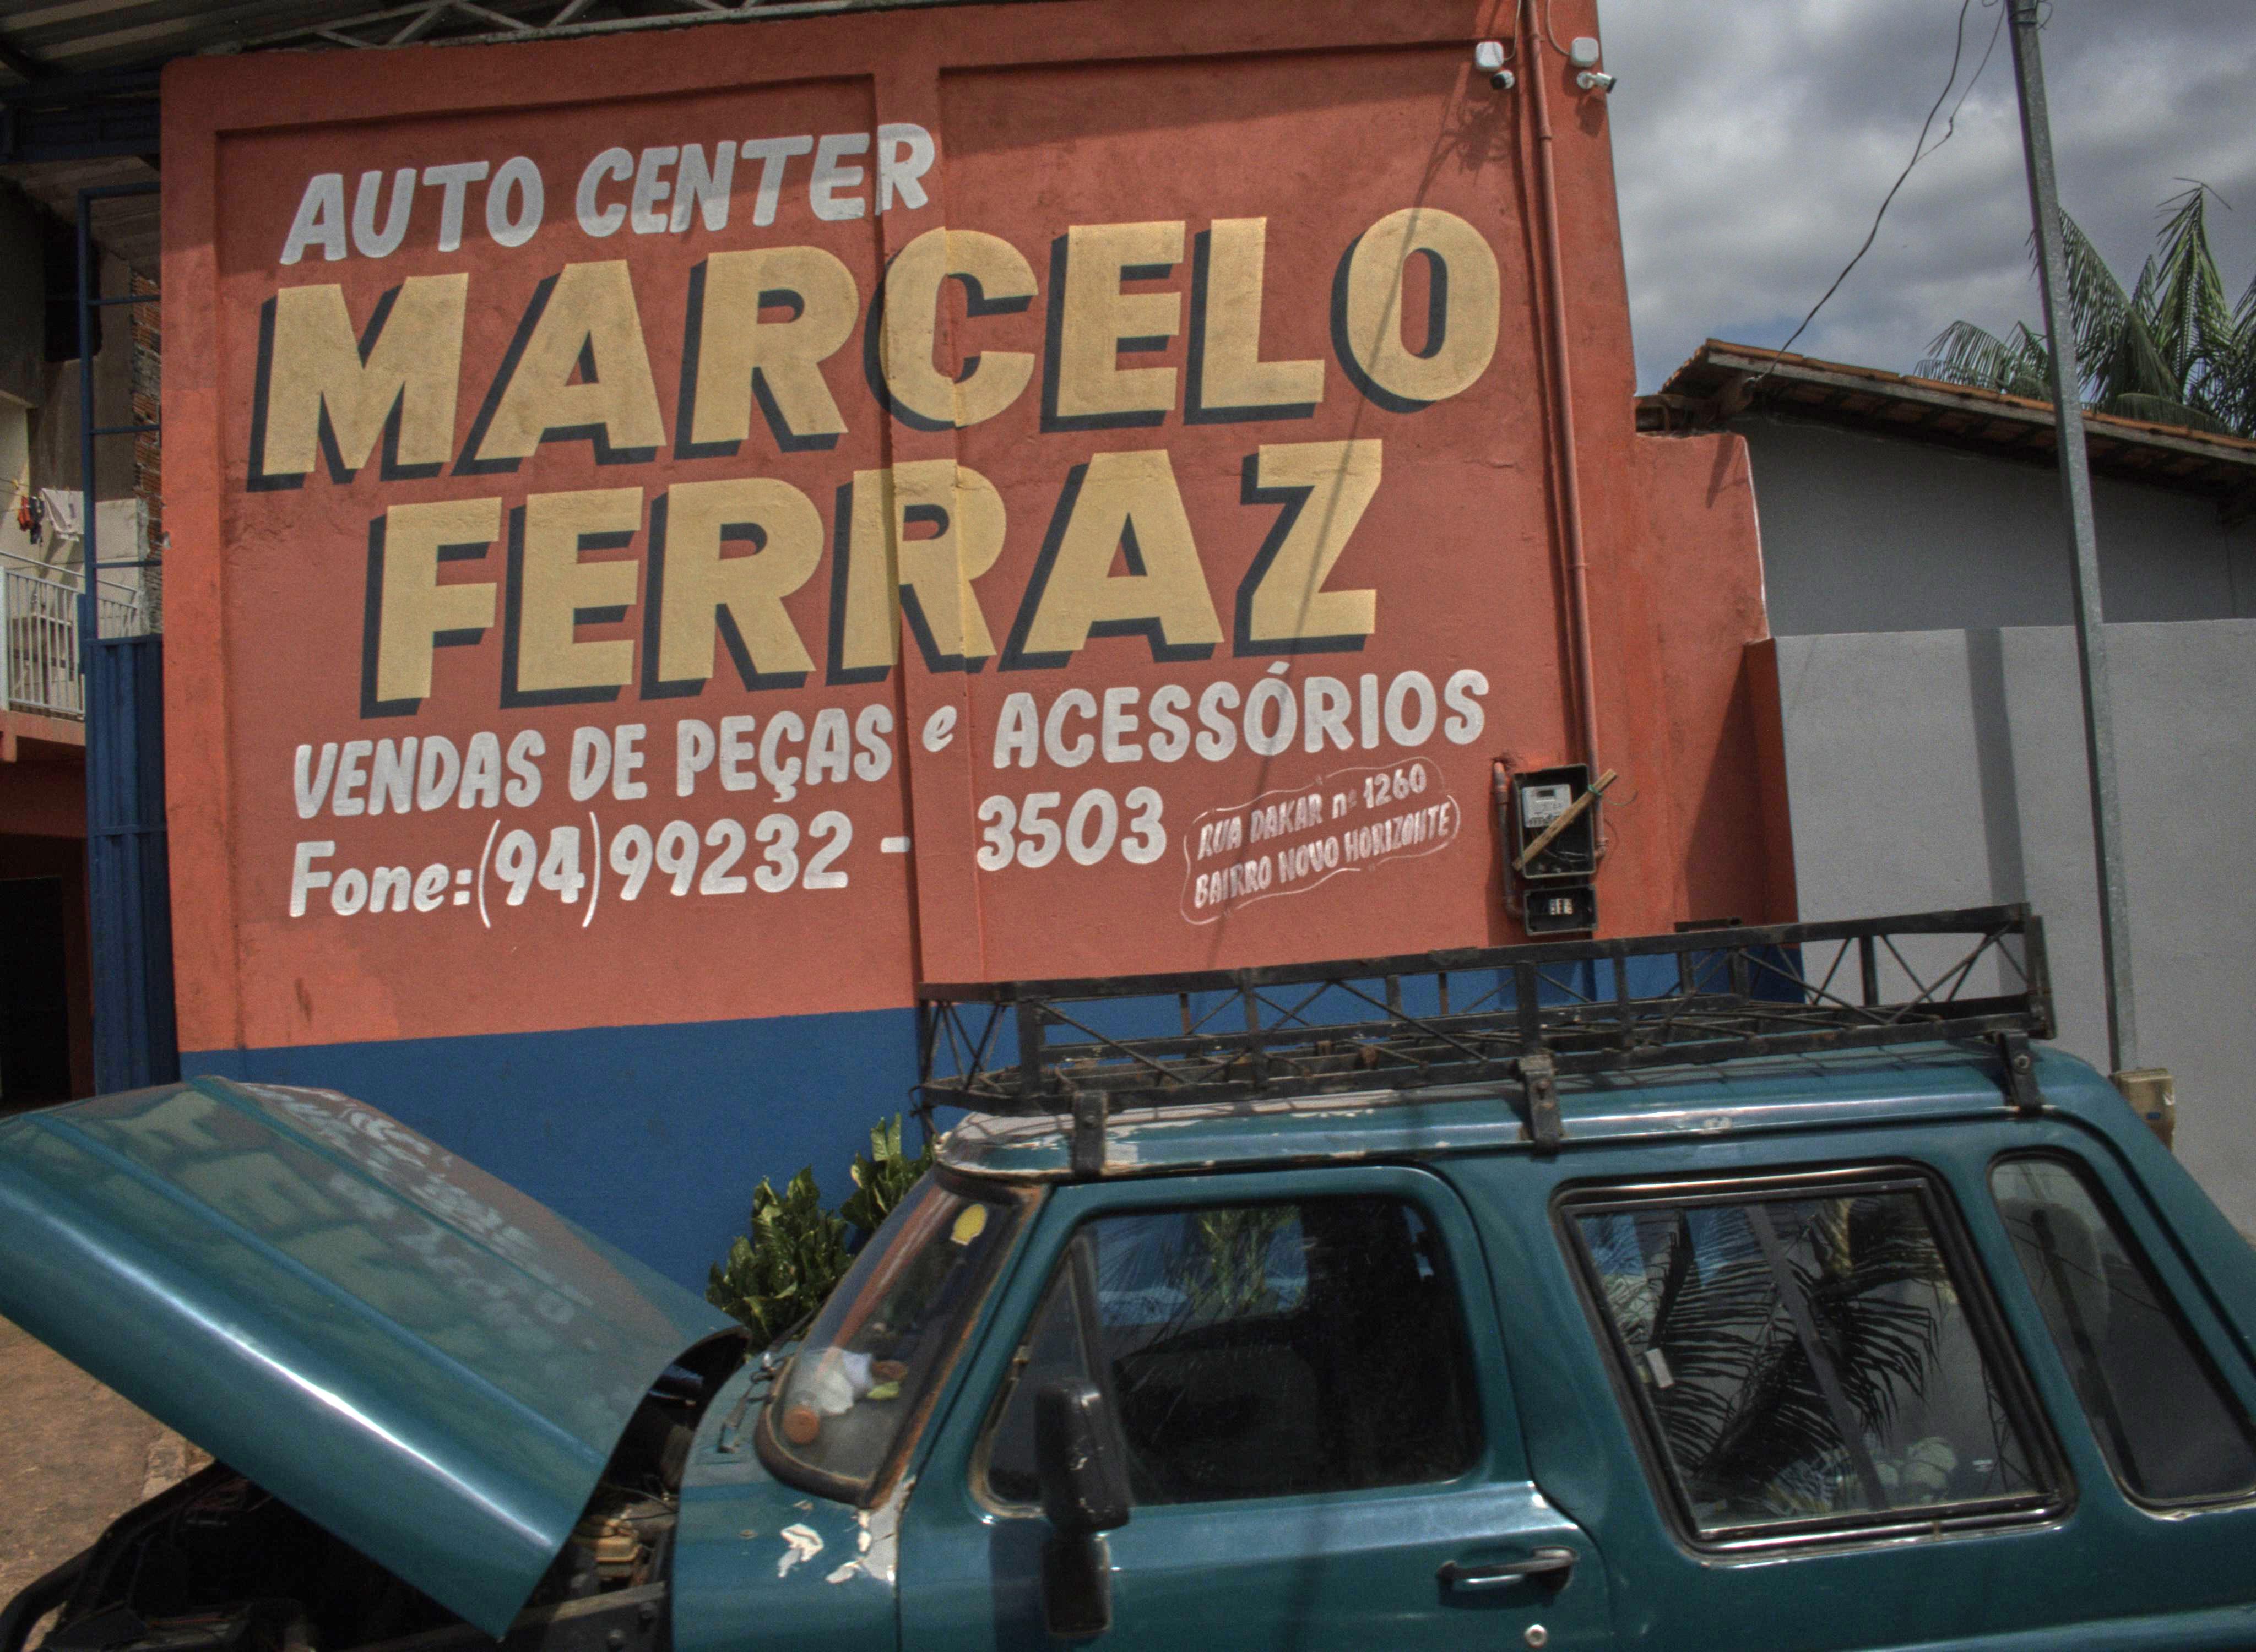 AUTO CENTER
MARCELO
FERRAZ
VENDAS DE PEÇAS e ACESSÓRIOS
Fone:(94)99232 - 3503
RUA DAKAR nº 1260
BAIRRO NOVO HORIZONTE